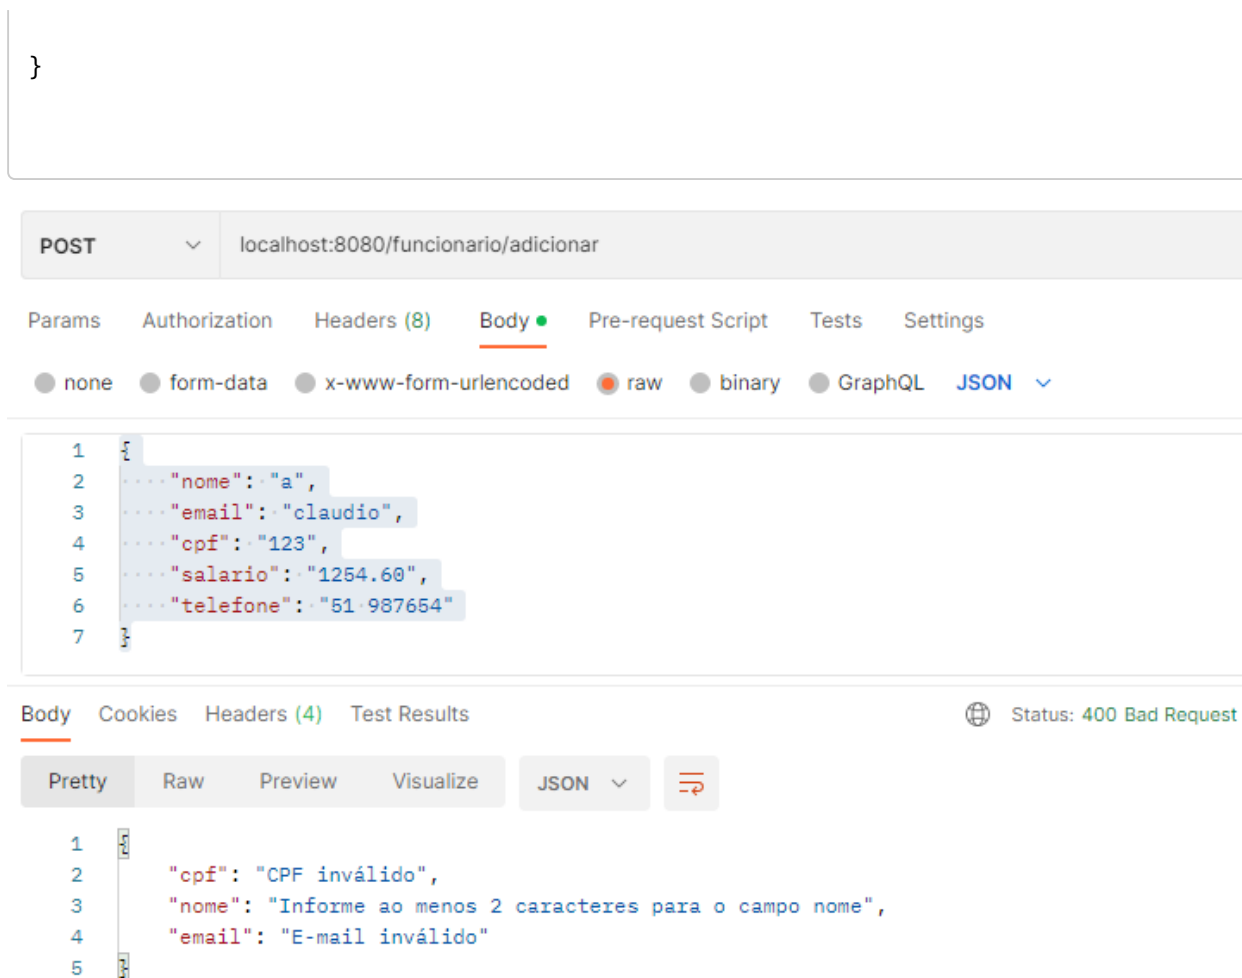 }
POST localhost:8080/funcionario/adicionar
Params Authorization Headers (8) Body Pre-request Script Tests Settings
none form-data x-www-form-urlencoded raw binary GraphQL JSON
1 {
2 "nome": "a",
3 "email": "claudio",
4 "cpf": "123",
5 "salario": "1254.60",
6 "telefone": "51 987654"
7 }
Body Cookies Headers (4) Test Results Status: 400 Bad Request
Pretty Raw Preview Visualize JSON
1 {
2 "cpf": "CPF inválido",
3 "nome": "Informe ao menos 2 caracteres para o campo nome",
4 "email": "E-mail inválido"
5 }